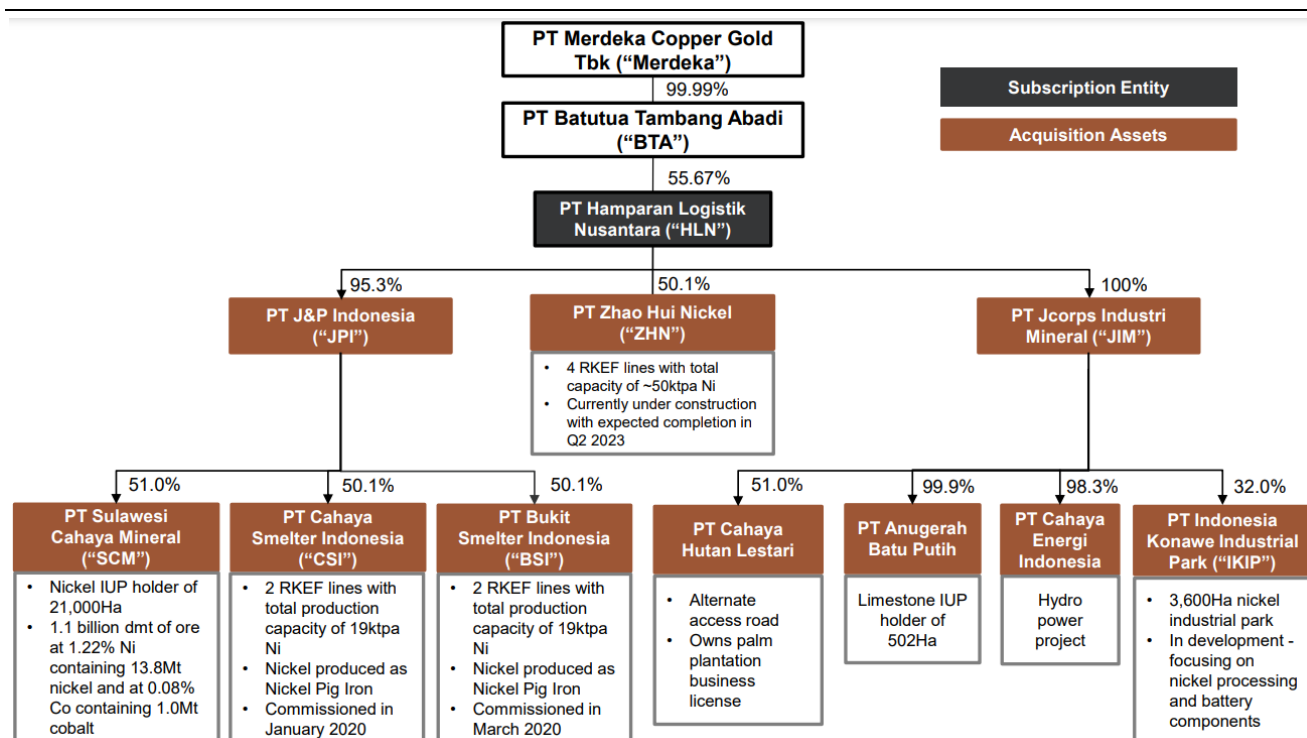 PT Merdeka Copper Gold
Tbk (“Merdeka”)
99.99%
Subscription Entity
PT Batutua Tambang Abadi
(“BTA”)
Acquisition Assets
55.67%
PT Hamparan Logistik
Nusantara (“HLN”)
95.3%
50.1%
100%
PT J&P Indonesia
(“JPI”)
PT Zhao Hui Nickel
(“ZHN”)
• 4 RKEF lines with total
capacity of ~50ktpa Ni
• Currently under construction
with expected completion in
Q2 2023
PT Jcorps Industri
Mineral (“JIM”)
51.0%
50.1%
50.1%
51.0%
99.9%
98.3%
32.0%
PT Sulawesi
Cahaya Mineral
(“SCM”)
• Nickel IUP holder of
21,000Ha
• 1.1 billion dmt of ore
at 1.22% Ni
containing 13.8Mt
nickel and at 0.08%
Co containing 1.0Mt
cobalt
PT Cahaya
Smelter Indonesia
(“CSI”)
• 2 RKEF lines with
total production
capacity of 19ktpa
Ni
• Nickel produced as
Nickel Pig Iron
• Commissioned in
January 2020
PT Bukit
Smelter Indonesia
(“BSI”)
• 2 RKEF lines with
total production
capacity of 19ktpa
Ni
• Nickel produced as
Nickel Pig Iron
• Commissioned in
March 2020
PT Cahaya
Hutan Lestari
• Alternate
access road
• Owns palm
plantation
business
license
PT Anugerah
Batu Putih
Limestone IUP
holder of
502Ha
PT Cahaya
Energi
Indonesia
Hydro
power
project
PT Indonesia
Konawe Industrial
Park (“IKIP”)
• 3,600Ha nickel
industrial park
• In development -
focusing on
nickel processing
and battery
components